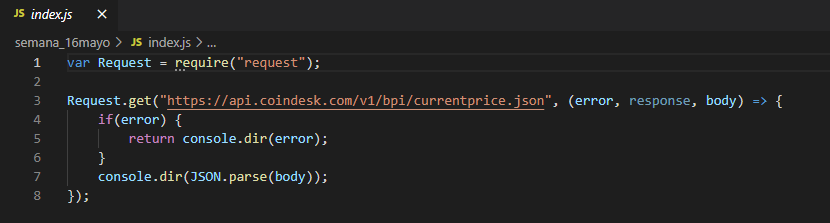 JS index.js ×
semana_16mayo > JS index.js > ...
1 var Request = require("request");
2
3 Request.get("https://api.coindesk.com/v1/bpi/currentprice.json", (error, response, body) => {
4     if(error) {
5         return console.dir(error);
6     }
7     console.dir(JSON.parse(body));
8 });